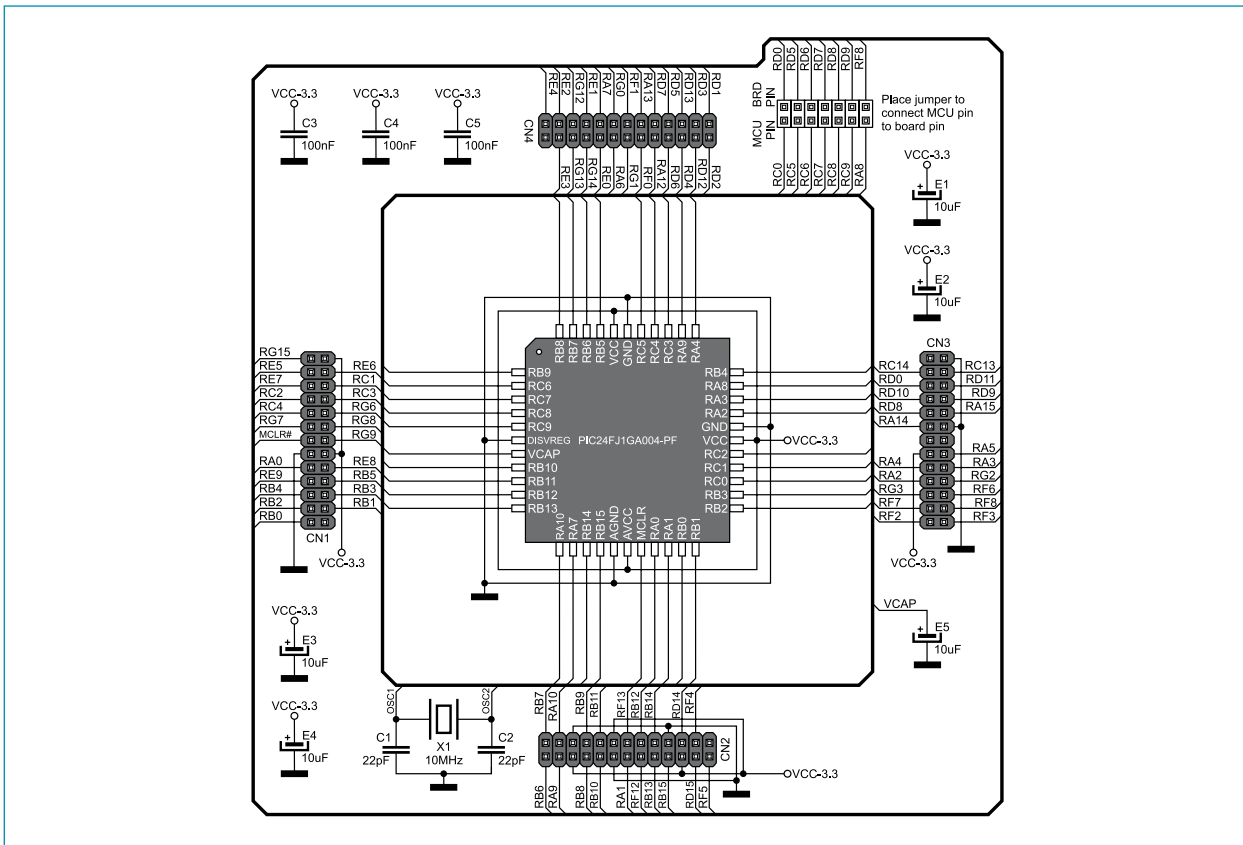 RD0
RD5
RD6
RD7
RD8
RD9
RF8
BRD
PIN
MCU
PIN
Place jumper to
connect MCU pin
to board pin
RC0
RC5
RC6
RC7
RC8
RC9
RA8
VCC-3.3
C3
100nF
VCC-3.3
C4
100nF
VCC-3.3
C5
100nF
RE4
RE2
RG12
RE1
RA7
RG0
RF1
RA13
RD7
RD5
RD13
RD3
RD1
CN4
RE3
RG13
RG14
RE0
RA6
RG1
RF0
RA12
RD6
RD4
RD12
RD2
VCC-3.3
E1
10uF
VCC-3.3
E2
10uF
RG15
RE5
RE7
RC2
RC4
RG7
MCLR#
RA0
RE9
RB4
RB2
RB0
RE6
RC1
RC3
RG6
RG8
RG9
RE8
RB5
RB3
RB1
CN1
VCC-3.3
RB8
RB7
RB6
RB5
VCC
GND
RC5
RC4
RC3
RA9
RA4
RB9
RC6
RC7
RC8
RC9
DISVREG
VCAP
RB10
RB11
RB12
RB13
PIC24FJ1GA004-PF
RB4
RA8
RA3
RA2
GND
VCC
RC2
RC1
RC0
RB3
RB2
RA10
RA7
RB14
RB15
AGND
AVCC
MCLR
RA0
RA1
RB0
RB1
VCC-3.3
CN3
RC14
RD0
RD10
RD8
RA14
RA4
RA2
RG3
RF7
RF2
RC13
RD11
RD9
RA15
RA5
RA3
RG2
RF6
RF8
RF3
VCC-3.3
VCAP
E5
10uF
VCC-3.3
E3
10uF
VCC-3.3
E4
10uF
OSC1
OSC2
C1
22pF
X1
10MHz
C2
22pF
RB7
RA10
RB9
RB11
RF13
RB12
RB14
RD14
RF4
CN2
RB6
RA9
RB8
RB10
RA1
RF12
RB13
RB15
RD15
RF5
VCC-3.3